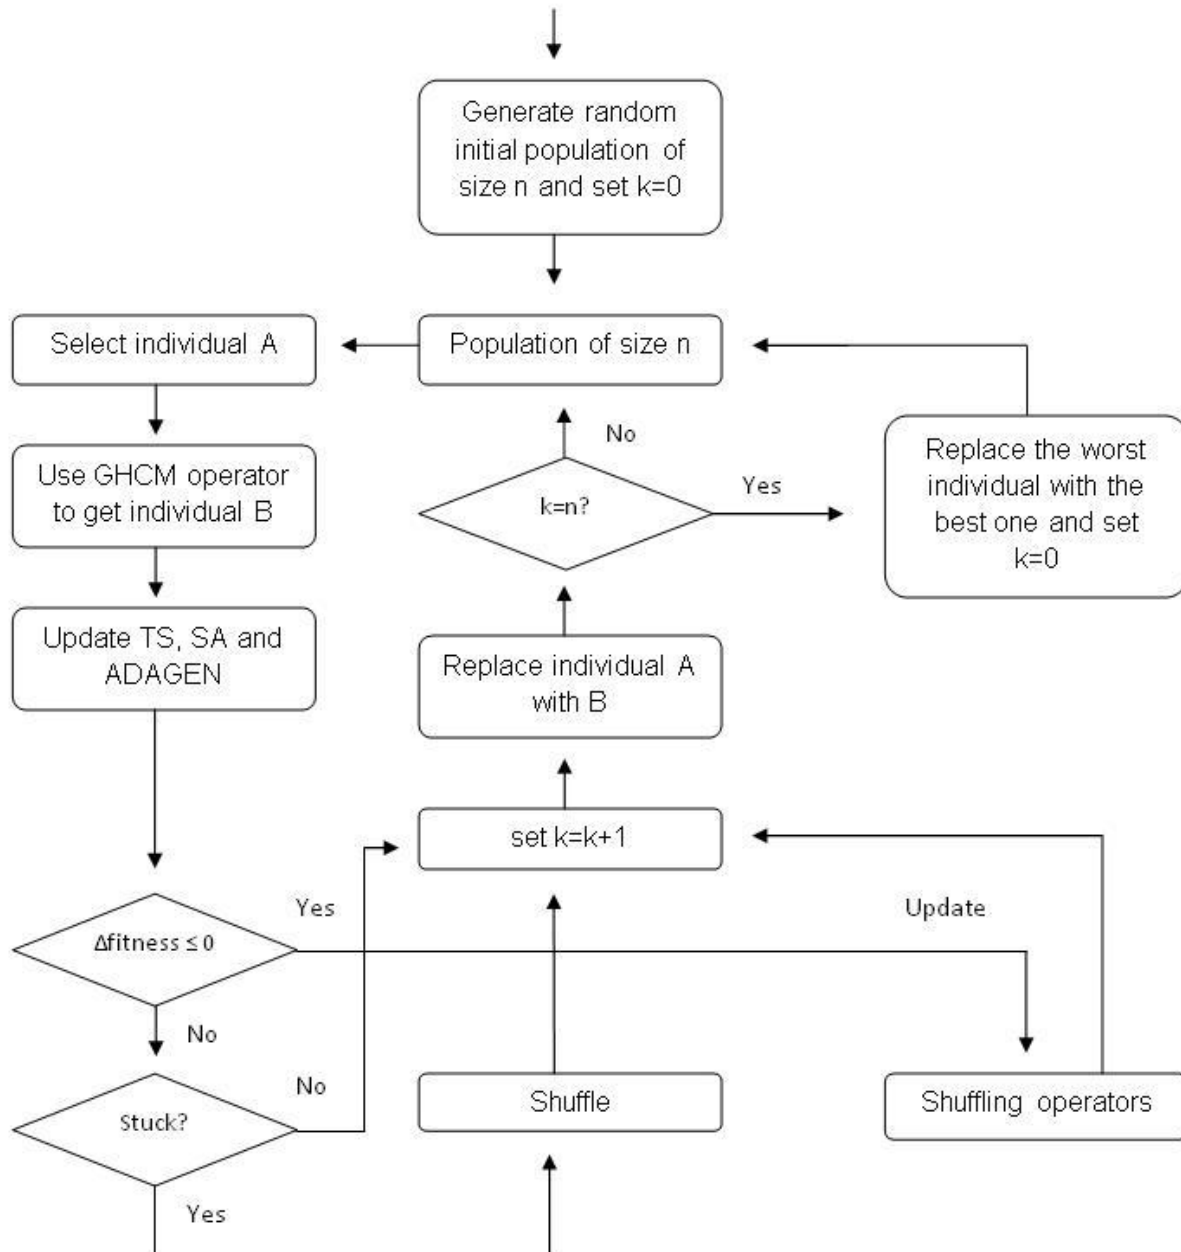 Generate random
initial population of
size n and set k=0
Select individual A
Population of size n
No
Use GHCM operator
to get individual B
k=n?
Yes
Replace the worst
individual with the
best one and set
k=0
Update TS, SA and
ADAGEN
Replace individual A
with B
set k=k+1
Δfitness ≤ 0
Yes
Update
No
Stuck?
No
Shuffle
Shuffling operators
Yes